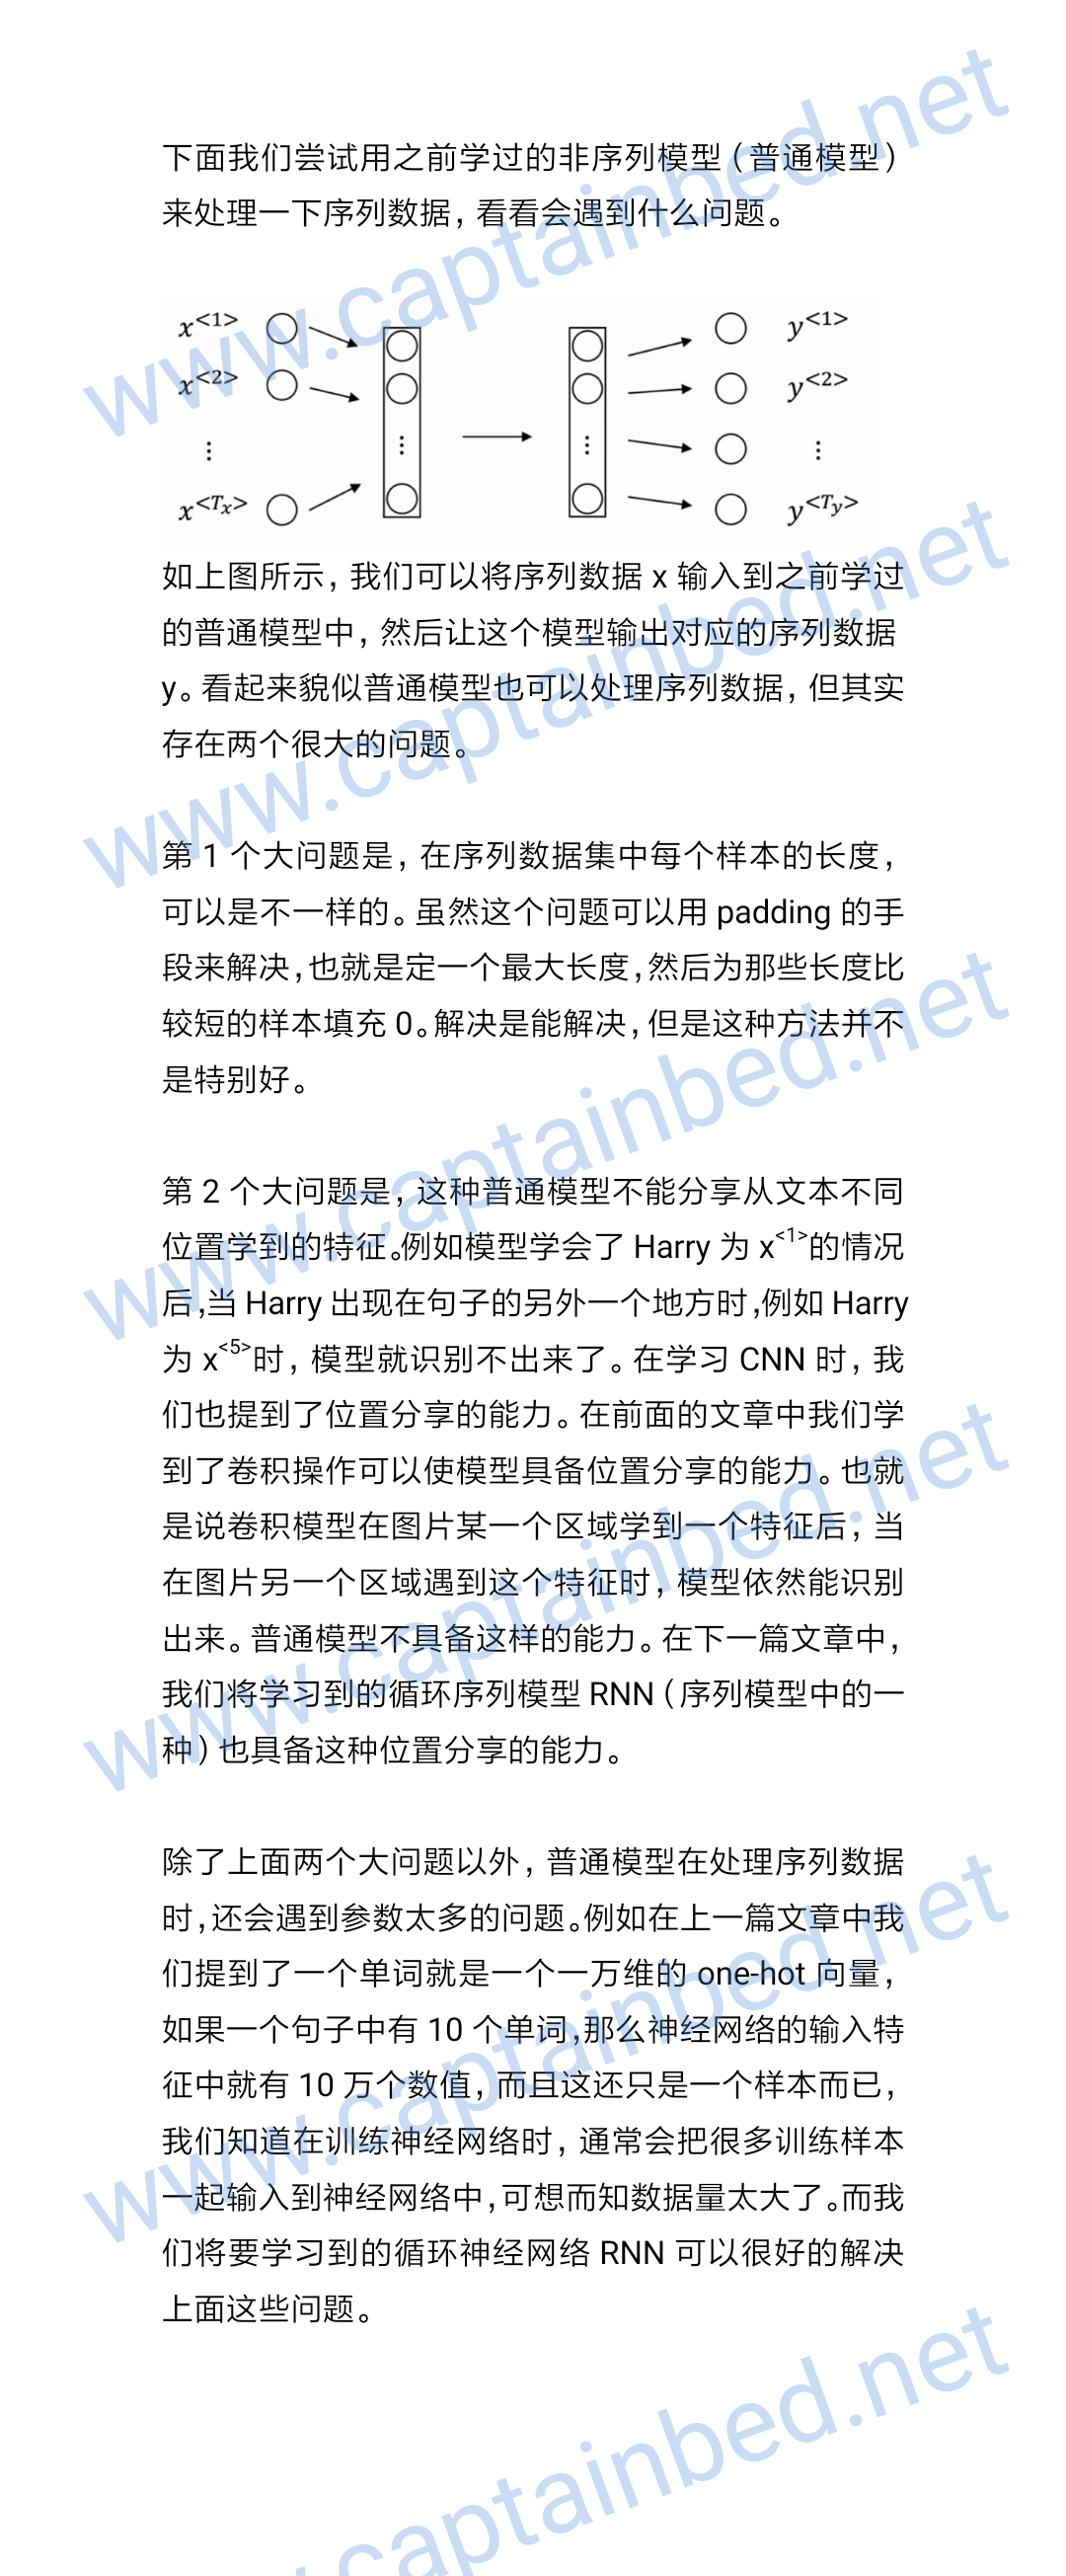 下面我们尝试用之前学过的非序列模型（普通模型）
来处理一下序列数据，看看会遇到什么问题。
x<1> y<1>
x<2> y<2>
⋮ ⋮ ⋮ ⋮
x<Tx> y<Ty>
如上图所示，我们可以将序列数据 x 输入到之前学过
的普通模型中，然后让这个模型输出对应的序列数据
y。看起来貌似普通模型也可以处理序列数据，但其实
存在两个很大的问题。
第 1 个大问题是，在序列数据集中每个样本的长度，
可以是不一样的。虽然这个问题可以用 padding 的手
段来解决，也就是定一个最大长度，然后为那些长度比
较短的样本填充 0。解决是能解决，但是这种方法并不
是特别好。
第 2 个大问题是，这种普通模型不能分享从文本不同
位置学到的特征。例如模型学会了 Harry 为 x<1>的情况
后，当 Harry 出现在句子的另外一个地方时，例如 Harry
为 x<5>时，模型就识别不出来了。在学习 CNN 时，我
们也提到了位置分享的能力。在前面的文章中我们学
到了卷积操作可以使模型具备位置分享的能力。也就
是说卷积模型在图片某一个区域学到一个特征后，当
在图片另一个区域遇到这个特征时，模型依然能识别
出来。普通模型不具备这样的能力。在下一篇文章中，
我们将学习到的循环序列模型 RNN（序列模型中的一
种）也具备这种位置分享的能力。
除了上面两个大问题以外，普通模型在处理序列数据
时，还会遇到参数太多的问题。例如在上一篇文章中我
们提到了一个单词就是一个一万维的 one-hot 向量，
如果一个句子中有 10 个单词，那么神经网络的输入特
征中就有 10 万个数值，而且这还只是一个样本而已，
我们知道在训练神经网络时，通常会把很多训练样本
一起输入到神经网络中，可想而知数据量太大了。而我
们将要学习到的循环神经网络 RNN 可以很好的解决
上面这些问题。
www.captainbed.net
www.captainbed.net
www.captainbed.net
www.captainbed.net
www.captainbed.net
.captainbed.net